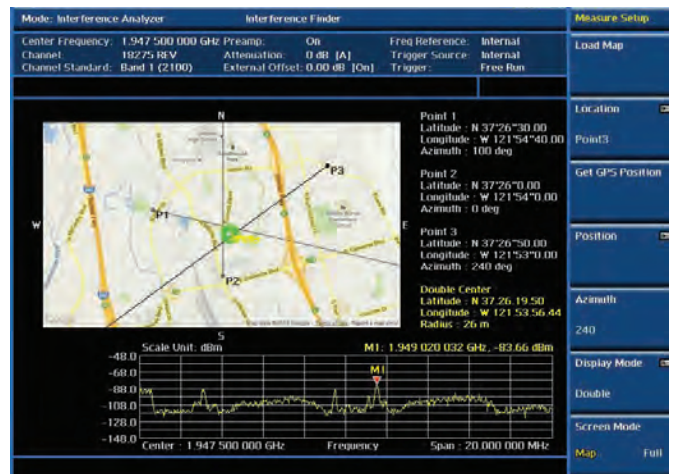 Mode: Interference Analyzer Interference Finder
Measure Setup
Center Frequency: 1.947 500 000 GHz Preamp: On Freq Reference: Internal
Channel: 18275 REV Attenuation: 0 dB [A] Trigger Source: Internal
Channel Standard: Band 1 (2100) External Offset: 0.00 dB [On] Trigger: Free Run
Load Map
Location
Point3
Get GPS Position
Position
Azimuth
240
Display Mode
Double
Screen Mode
Map Full
N
W
E
S
P1
P2
P3
Point 1
Latitude : N 37'26"30.00
Longitude : W 121'54"40.00
Azimuth : 100 deg
Point 2
Latitude : N 37'26"0.00
Longitude : W 121'54"0.00
Azimuth : 0 deg
Point 3
Latitude : N 37'26"50.00
Longitude : W 121'53"0.00
Azimuth : 240 deg
Double Center
Latitude : N 37.26.19.50
Longitude : W 121.53.56.44
Radius : 26 m
Scale Unit: dBm M1: 1.949 020 032 GHz, -83.66 dBm
M1
-48.0
-68.0
-88.0
-108.0
-128.0
-148.0
Center : 1.947 500 000 GHz Frequency Span : 20.000 000 MHz